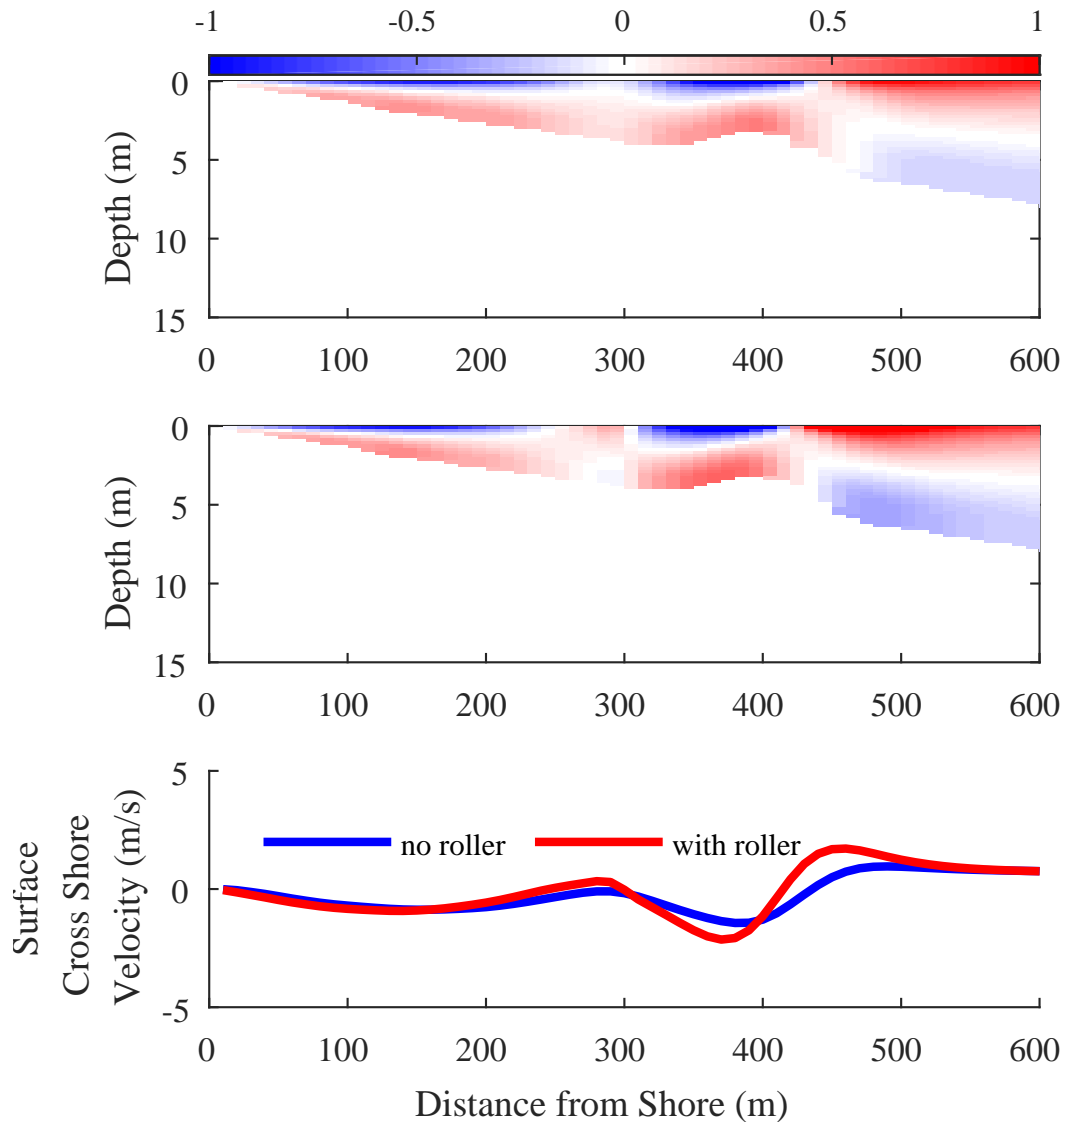 -1 -0.5 0 0.5 1
0
5
10
15
Depth (m)
0 100 200 300 400 500 600
0
5
10
15
Depth (m)
0 100 200 300 400 500 600
5
0
-5
Surface
Cross Shore
Velocity (m/s)
no roller with roller
0 100 200 300 400 500 600
Distance from Shore (m)